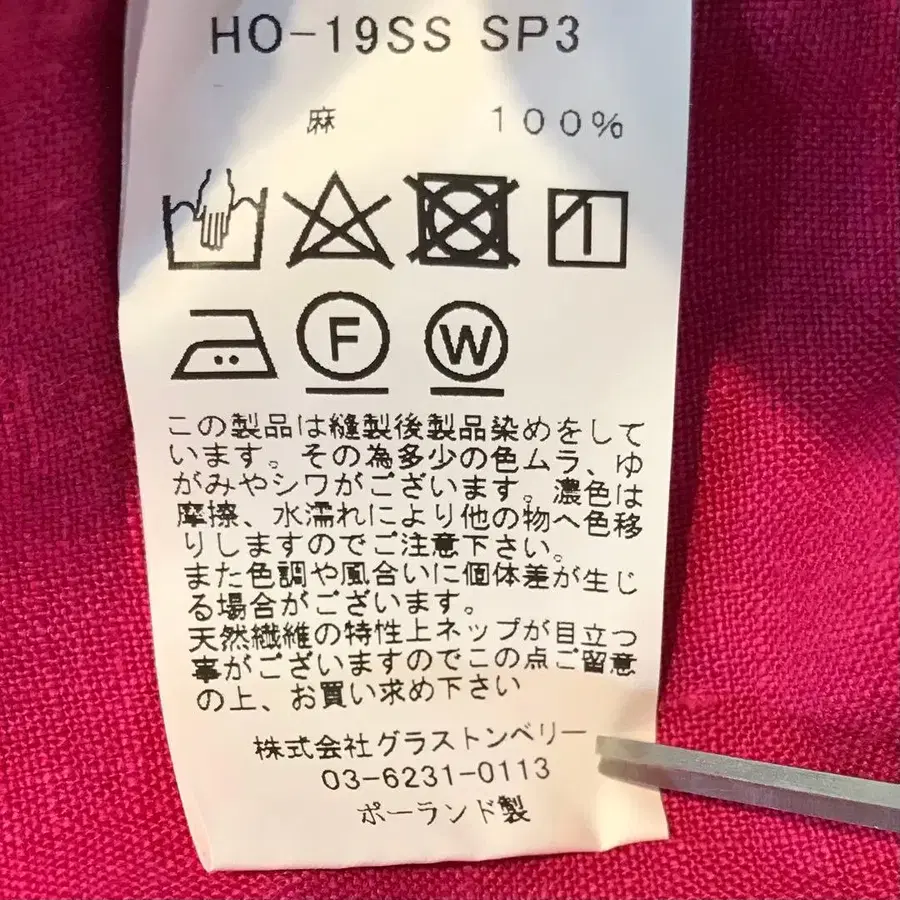 HO-19SS SP3
麻 100%
F W
この製品は縫製後製品染めをして
います。その為多少の色ムラ、ゆ
がみやシワがございます。濃色は
摩擦、水濡れにより他の物へ色移
りしますのでご注意下さい。
また色調や風合いに個体差が生じ
る場合がございます。
天然繊維の特性上ネップが目立つ
事がございますのでこの点ご留意
の上、お買い求め下さい
株式会社グラストンベリー
03-6231-0113
ポーランド製